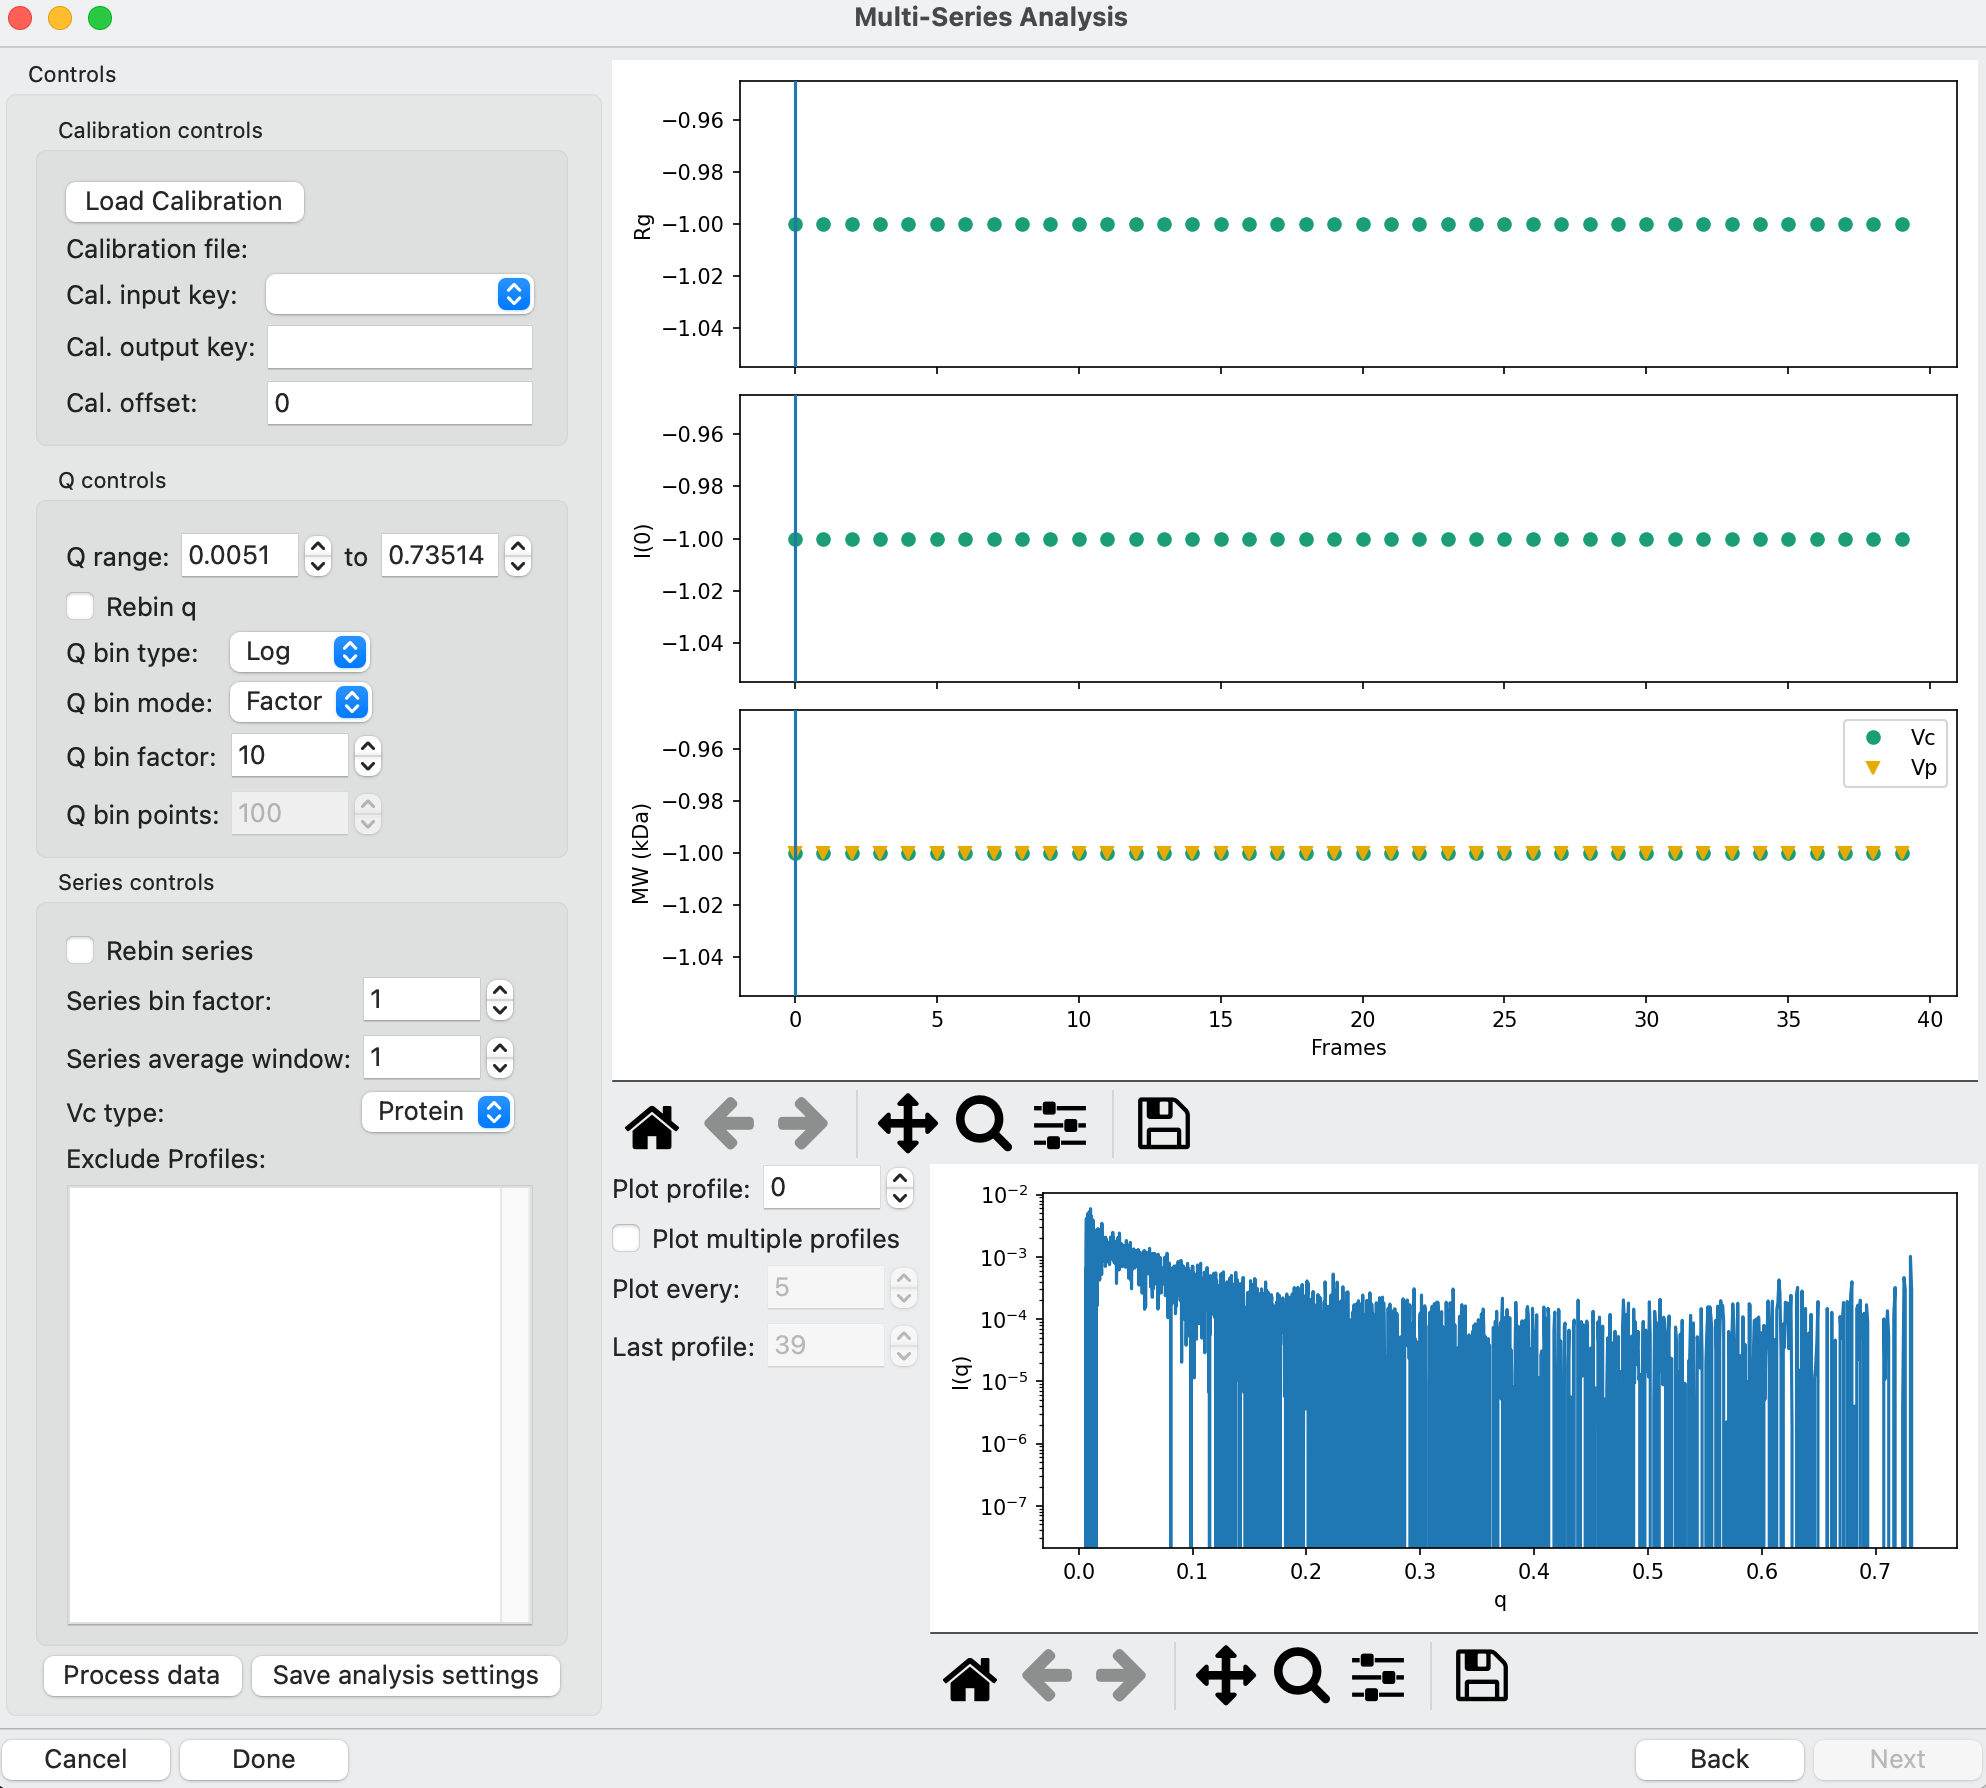 Multi-Series Analysis
Controls
Calibration controls
Load Calibration
Calibration file:
Cal. input key:
Cal. output key:
Cal. offset: 0
Q controls
Q range: 0.0051 to 0.73514
Rebin q
Q bin type: Log
Q bin mode: Factor
Q bin factor: 10
Q bin points: 100
Series controls
Rebin series
Series bin factor: 1
Series average window: 1
Vc type: Protein
Exclude Profiles:
Process data Save analysis settings
−0.96
−0.98
−1.00
−1.02
−1.04
Rg
−0.96
−0.98
−1.00
−1.02
−1.04
I(0)
−0.96
−0.98
−1.00
−1.02
−1.04
MW (kDa)
Vc
Vp
0 5 10 15 20 25 30 35 40
Frames
Plot profile: 0
Plot multiple profiles
Plot every: 5
Last profile: 39
10⁻²
10⁻³
10⁻⁴
10⁻⁵
10⁻⁶
10⁻⁷
I(q)
0.0 0.1 0.2 0.3 0.4 0.5 0.6 0.7
q
Cancel Done Back Next